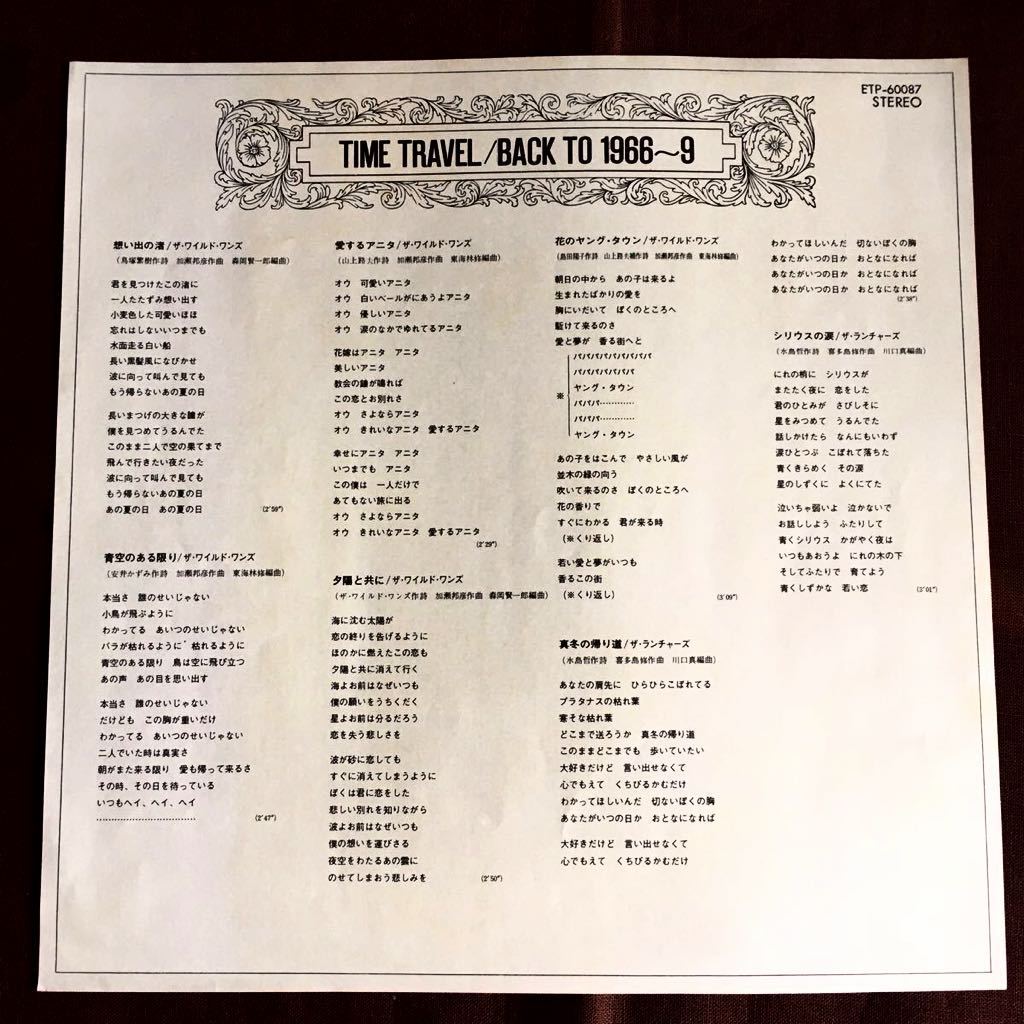 ETP-60087
STEREO
TIME TRAVEL/BACK TO 1966〜9
想い出の渚/ザ・ワイルド・ワンズ
(鳥塚繁樹作詩 加瀬邦彦作曲 森岡賢一郎編曲)
君を見つけたこの渚に
一人たたずみ想い出す
小麦色した可愛いほほ
忘れはしないいつまでも
水面走る白い船
長い黒髪風になびかせ
波に向って叫んで見ても
もう帰らないあの夏の日
長いまつげの大きな瞳が
僕を見つめてうるんでた
このまま二人で空の果てまで
飛んで行きたい夜だった
波に向って叫んで見ても
もう帰らないあの夏の日
あの夏の日 あの夏の日 (2'59")
青空のある限り/ザ・ワイルド・ワンズ
(安井かずみ作詩 加瀬邦彦作曲 東海林修編曲)
本当さ 誰のせいじゃない
小鳥が飛ぶように
わかってる あいつのせいじゃない
バラが枯れるように 枯れるように
青空のある限り 鳥は空に飛び立つ
あの声 あの目を思い出す
本当さ 誰のせいじゃない
だけども この胸が重いだけ
わかってる あいつのせいじゃない
二人でいた時は真実さ
朝がまた来る限り 愛も帰って来るさ
その時、その日を待っている
いつもヘイ、ヘイ、ヘイ
………………………… (2'47")
愛するアニタ/ザ・ワイルド・ワンズ
(山上路夫作詩 加瀬邦彦作曲 東海林修編曲)
オウ 可愛いアニタ
オウ 白いベールがにあうよアニタ
オウ 優しいアニタ
オウ 涙のなかでゆれてるアニタ
花嫁はアニタ アニタ
美しいアニタ
教会の鐘が鳴れば
この恋とお別れさ
オウ さよならアニタ
オウ きれいなアニタ 愛するアニタ
幸せにアニタ アニタ
いつまでも アニタ
この僕は 一人だけで
あてもない旅に出る
オウ さよならアニタ
オウ きれいなアニタ 愛するアニタ
(2'29")
夕陽と共に/ザ・ワイルド・ワンズ
(ザ・ワイルド・ワンズ作詩 加瀬邦彦作曲 森岡賢一郎編曲)
海に沈む太陽が
恋の終りを告げるように
ほのかに燃えたこの恋も
夕陽と共に消えて行く
海よお前はなぜいつも
僕の願いをうちくだく
星よお前は分るだろう
恋を失う悲しさを
波が砂に恋しても
すぐに消えてしまうように
ぼくは君に恋をした
悲しい別れを知りながら
波よお前はなぜいつも
僕の想いを運びさる
夜空をわたるあの雲に
のせてしまおう悲しみを (2'50")
花のヤング・タウン/ザ・ワイルド・ワンズ
(島田陽子作詩 山上路夫補作詩 加瀬邦彦作曲 東海林修編曲)
朝日の中から あの子は来るよ
生まれたばかりの愛を
胸にいだいて ぼくのところへ
駈けて来るのさ
愛と夢が 香る街へと
パパパパパパパパパパ
パパパパパパパパ
ヤング・タウン
※ パパパ…………
パパパ…………
ヤング・タウン
あの子をはこんで やさしい風が
並木の緑の向う
吹いて来るのさ ぼくのところへ
花の香りで
すぐにわかる 君が来る時
(※くり返し)
若い愛と夢がいつも
香るこの街
(※くり返し) (3'09")
真冬の帰り道/ザ・ランチャーズ
(水島哲作詩 喜多島修作曲 川口真編曲)
あなたの肩先に ひらひらこぼれてる
プラタナスの枯れ葉
寒そな枯れ葉
どこまで送ろうか 真冬の帰り道
このままどこまでも 歩いていたい
大好きだけど 言い出せなくて
心でもえて くちびるかむだけ
わかってほしいんだ 切ないぼくの胸
あなたがいつの日か おとなになれば
大好きだけど 言い出せなくて
心でもえて くちびるかむだけ
わかってほしいんだ 切ないぼくの胸
あなたがいつの日か おとなになれば
あなたがいつの日か おとなになれば
あなたがいつの日か おとなになれば
(2'38")
シリウスの涙/ザ・ランチャーズ
(水島哲作詩 喜多島修作曲 川口真編曲)
にれの梢に シリウスが
またたく夜に 恋をした
君のひとみが さびしそに
星をみつめて うるんでた
話しかけたら なんにもいわず
涙ひとつぶ こぼれて落ちた
青くきらめく その涙
星のしずくに よくにてた
泣いちゃ弱いよ 泣かないで
お話ししよう ふたりして
青くシリウス かがやく夜は
いつもあおうよ にれの木の下
そしてふたりで 育てよう
青くしずかな 若い恋 (3'01")